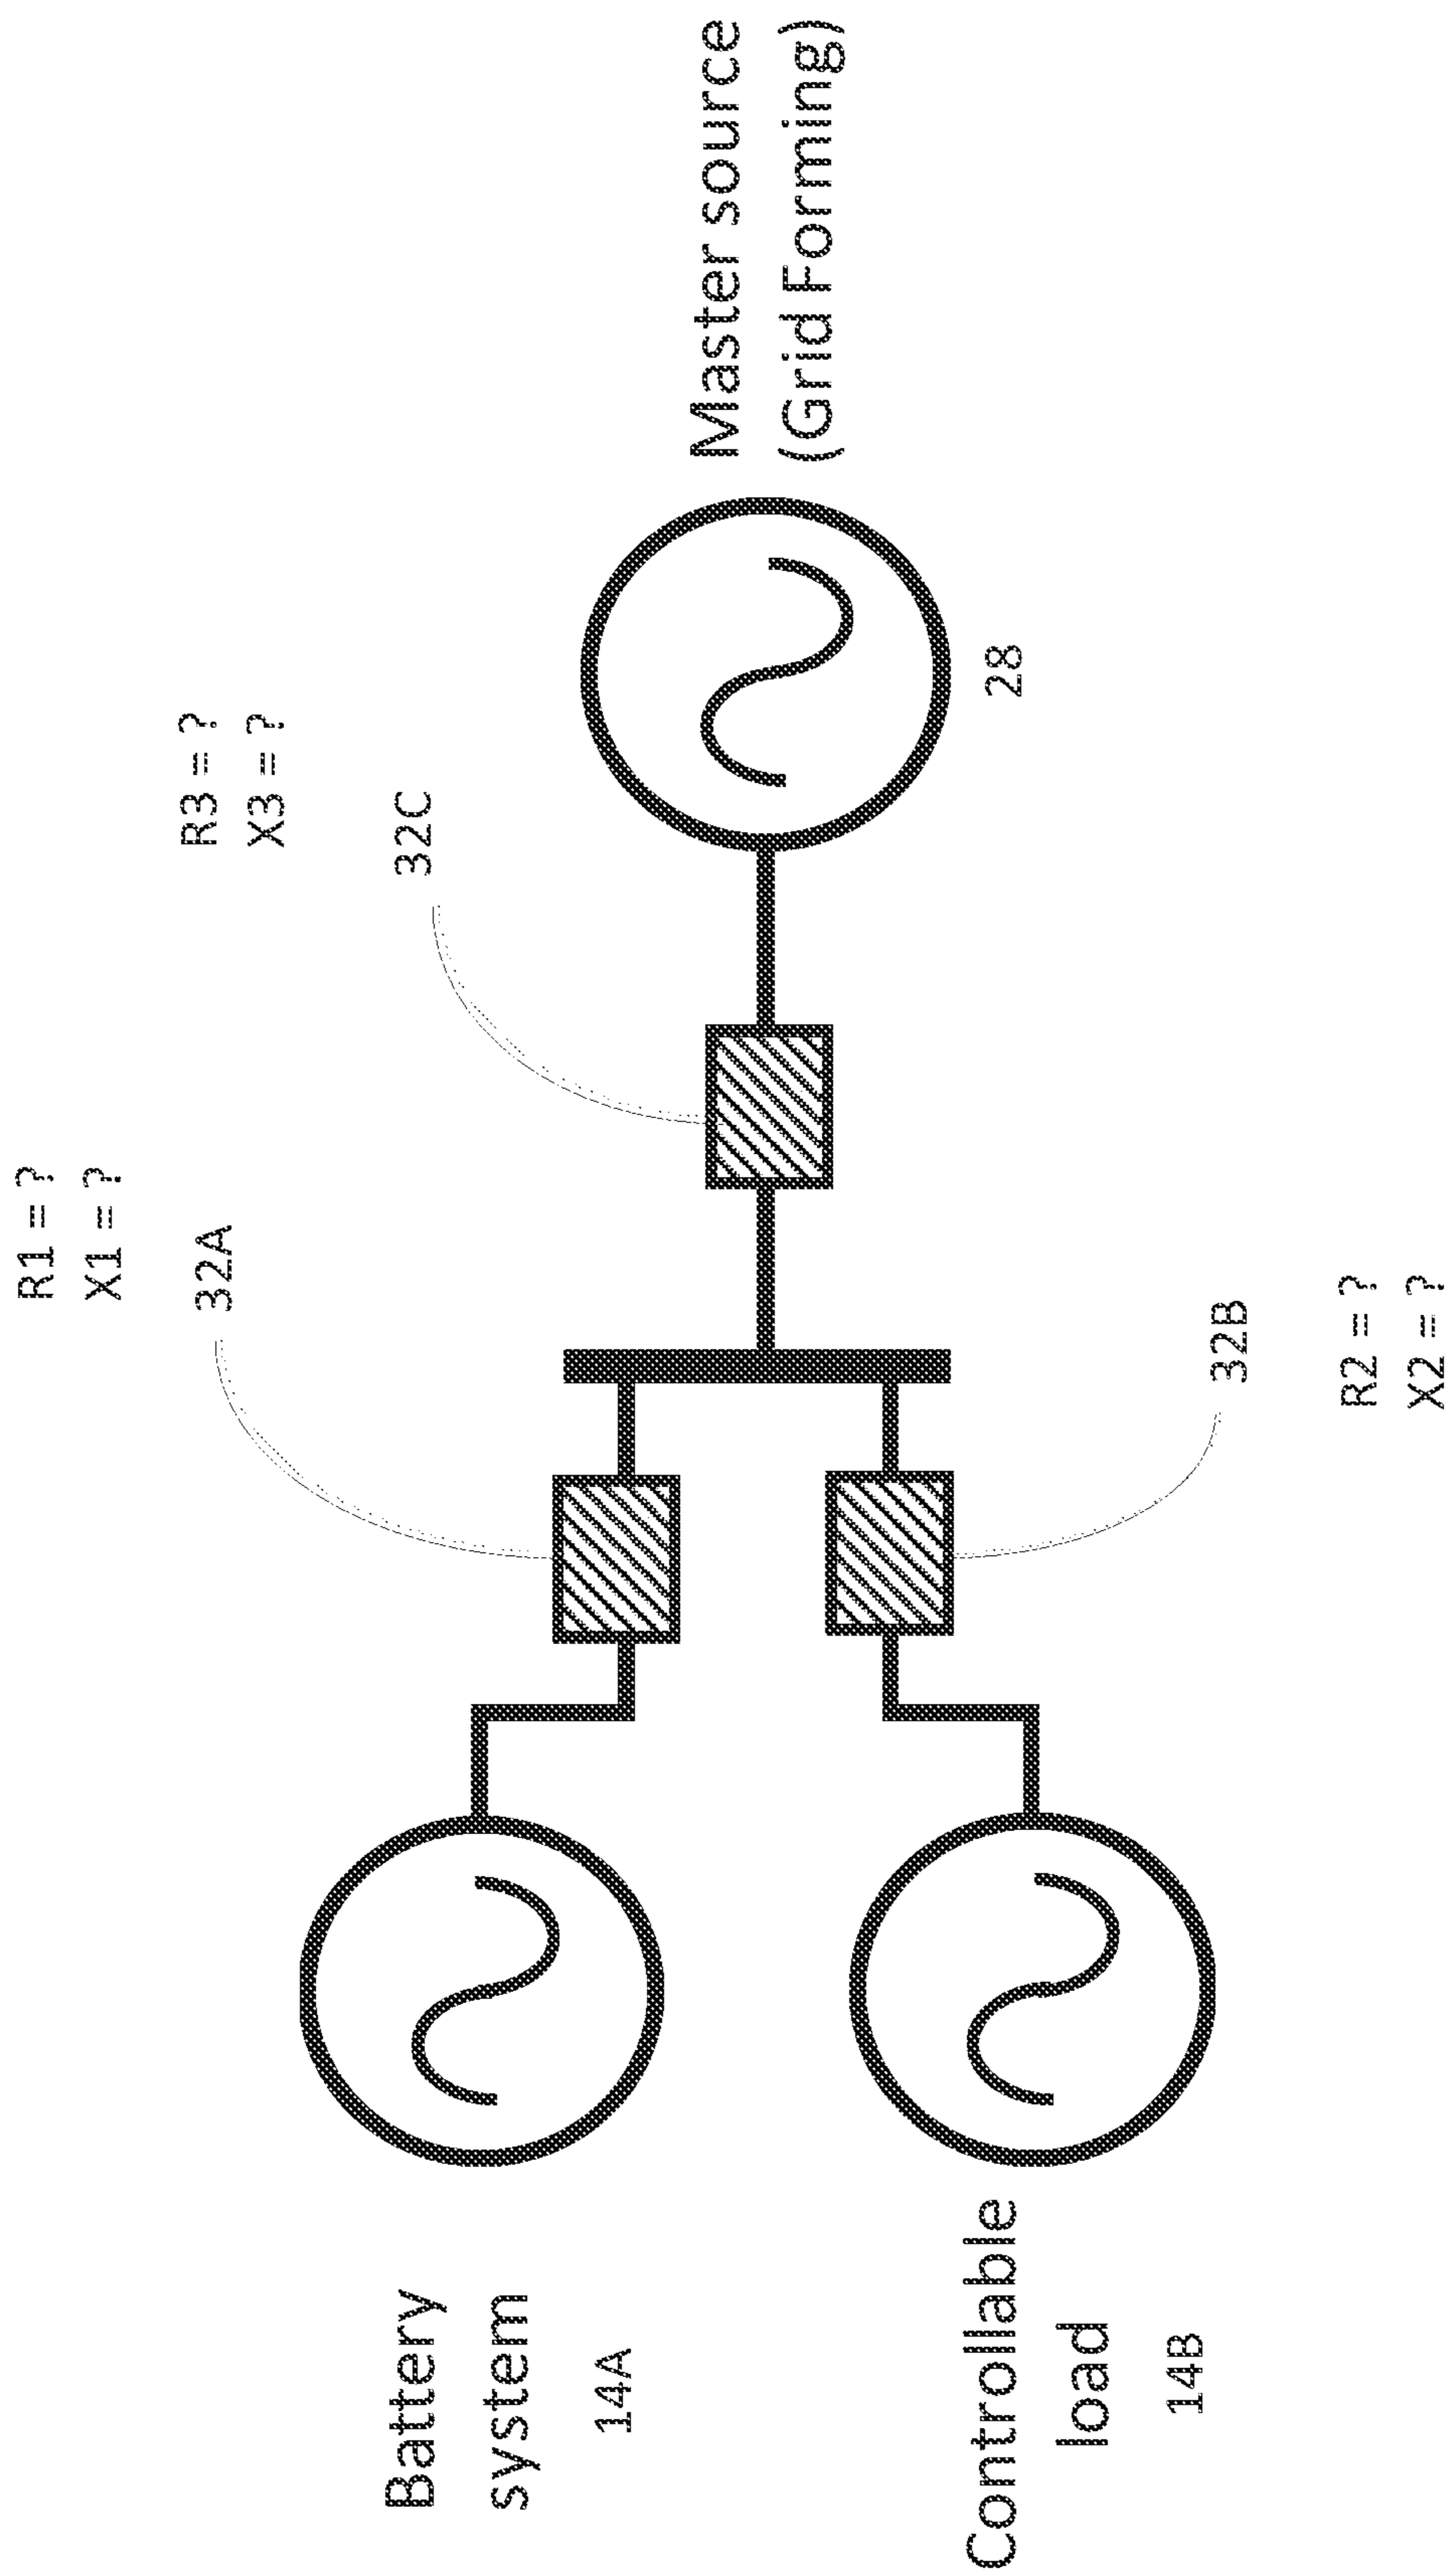 R1 = ?
X1 = ?
32A
R3 = ?
X3 = ?
32C
Battery
system
14A
Master source
(Grid Forming)
28
Controllable
load
14B
32B
R2 = ?
X2 = ?